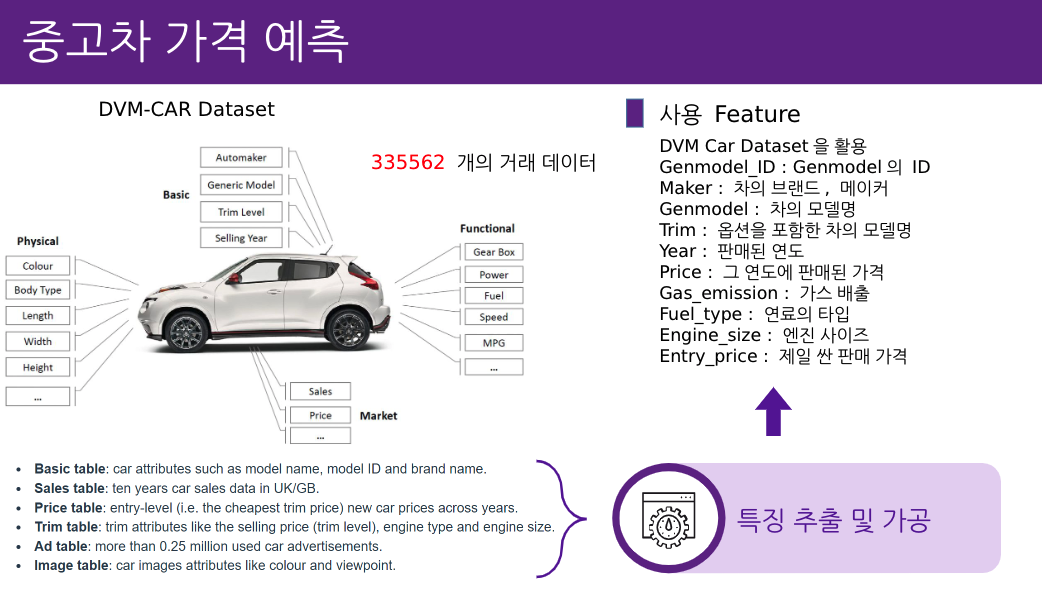 중고차 가격 예측
DVM-CAR Dataset
335562 개의 거래 데이터
Basic
Automaker
Generic Model
Trim Level
Selling Year
Physical
Colour
Body Type
Length
Width
Height
...
Functional
Gear Box
Power
Fuel
Speed
MPG
...
Sales
Price
...
Market
• Basic table: car attributes such as model name, model ID and brand name.
• Sales table: ten years car sales data in UK/GB.
• Price table: entry-level (i.e. the cheapest trim price) new car prices across years.
• Trim table: trim attributes like the selling price (trim level), engine type and engine size.
• Ad table: more than 0.25 million used car advertisements.
• Image table: car images attributes like colour and viewpoint.
사용 Feature
DVM Car Dataset 을 활용
Genmodel_ID : Genmodel 의 ID
Maker : 차의 브랜드 , 메이커
Genmodel : 차의 모델명
Trim : 옵션을 포함한 차의 모델명
Year : 판매된 연도
Price : 그 연도에 판매된 가격
Gas_emission : 가스 배출
Fuel_type : 연료의 타입
Engine_size : 엔진 사이즈
Entry_price : 제일 싼 판매 가격
특징 추출 및 가공